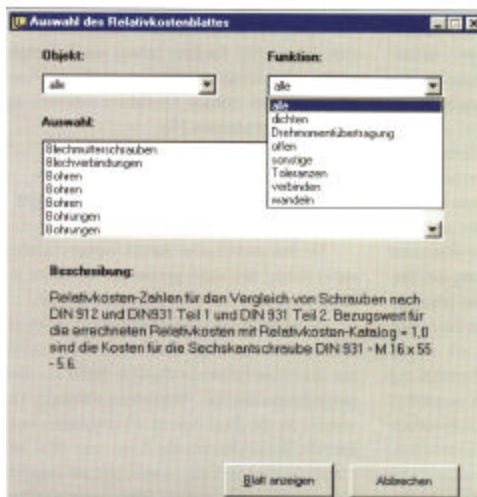 Auswahl des Relativkostenblattes
Objekt:
Funktion:
alle
alle
alle
dichten
Drehmomentübertragung
offen
sonstige
Toleranzen
verbinden
wandeln
Auswahl:
Blechmutterschrauben
Blechverbindungen
Bohren
Bohren
Bohren
Bohrungen
Bohrungen
Beschreibung:
Relativkosten-Zahlen für den Vergleich von Schrauben nach
DIN 912 und DIN931 Teil 1 und DIN 931 Teil 2. Bezugswert für
die errechneten Relativkosten mit Relativkosten-Katalog = 1,0
sind die Kosten für die Sechskantschraube DIN 931 - M 16 x 55
- 5.6.
Blatt anzeigen
Abbrechen